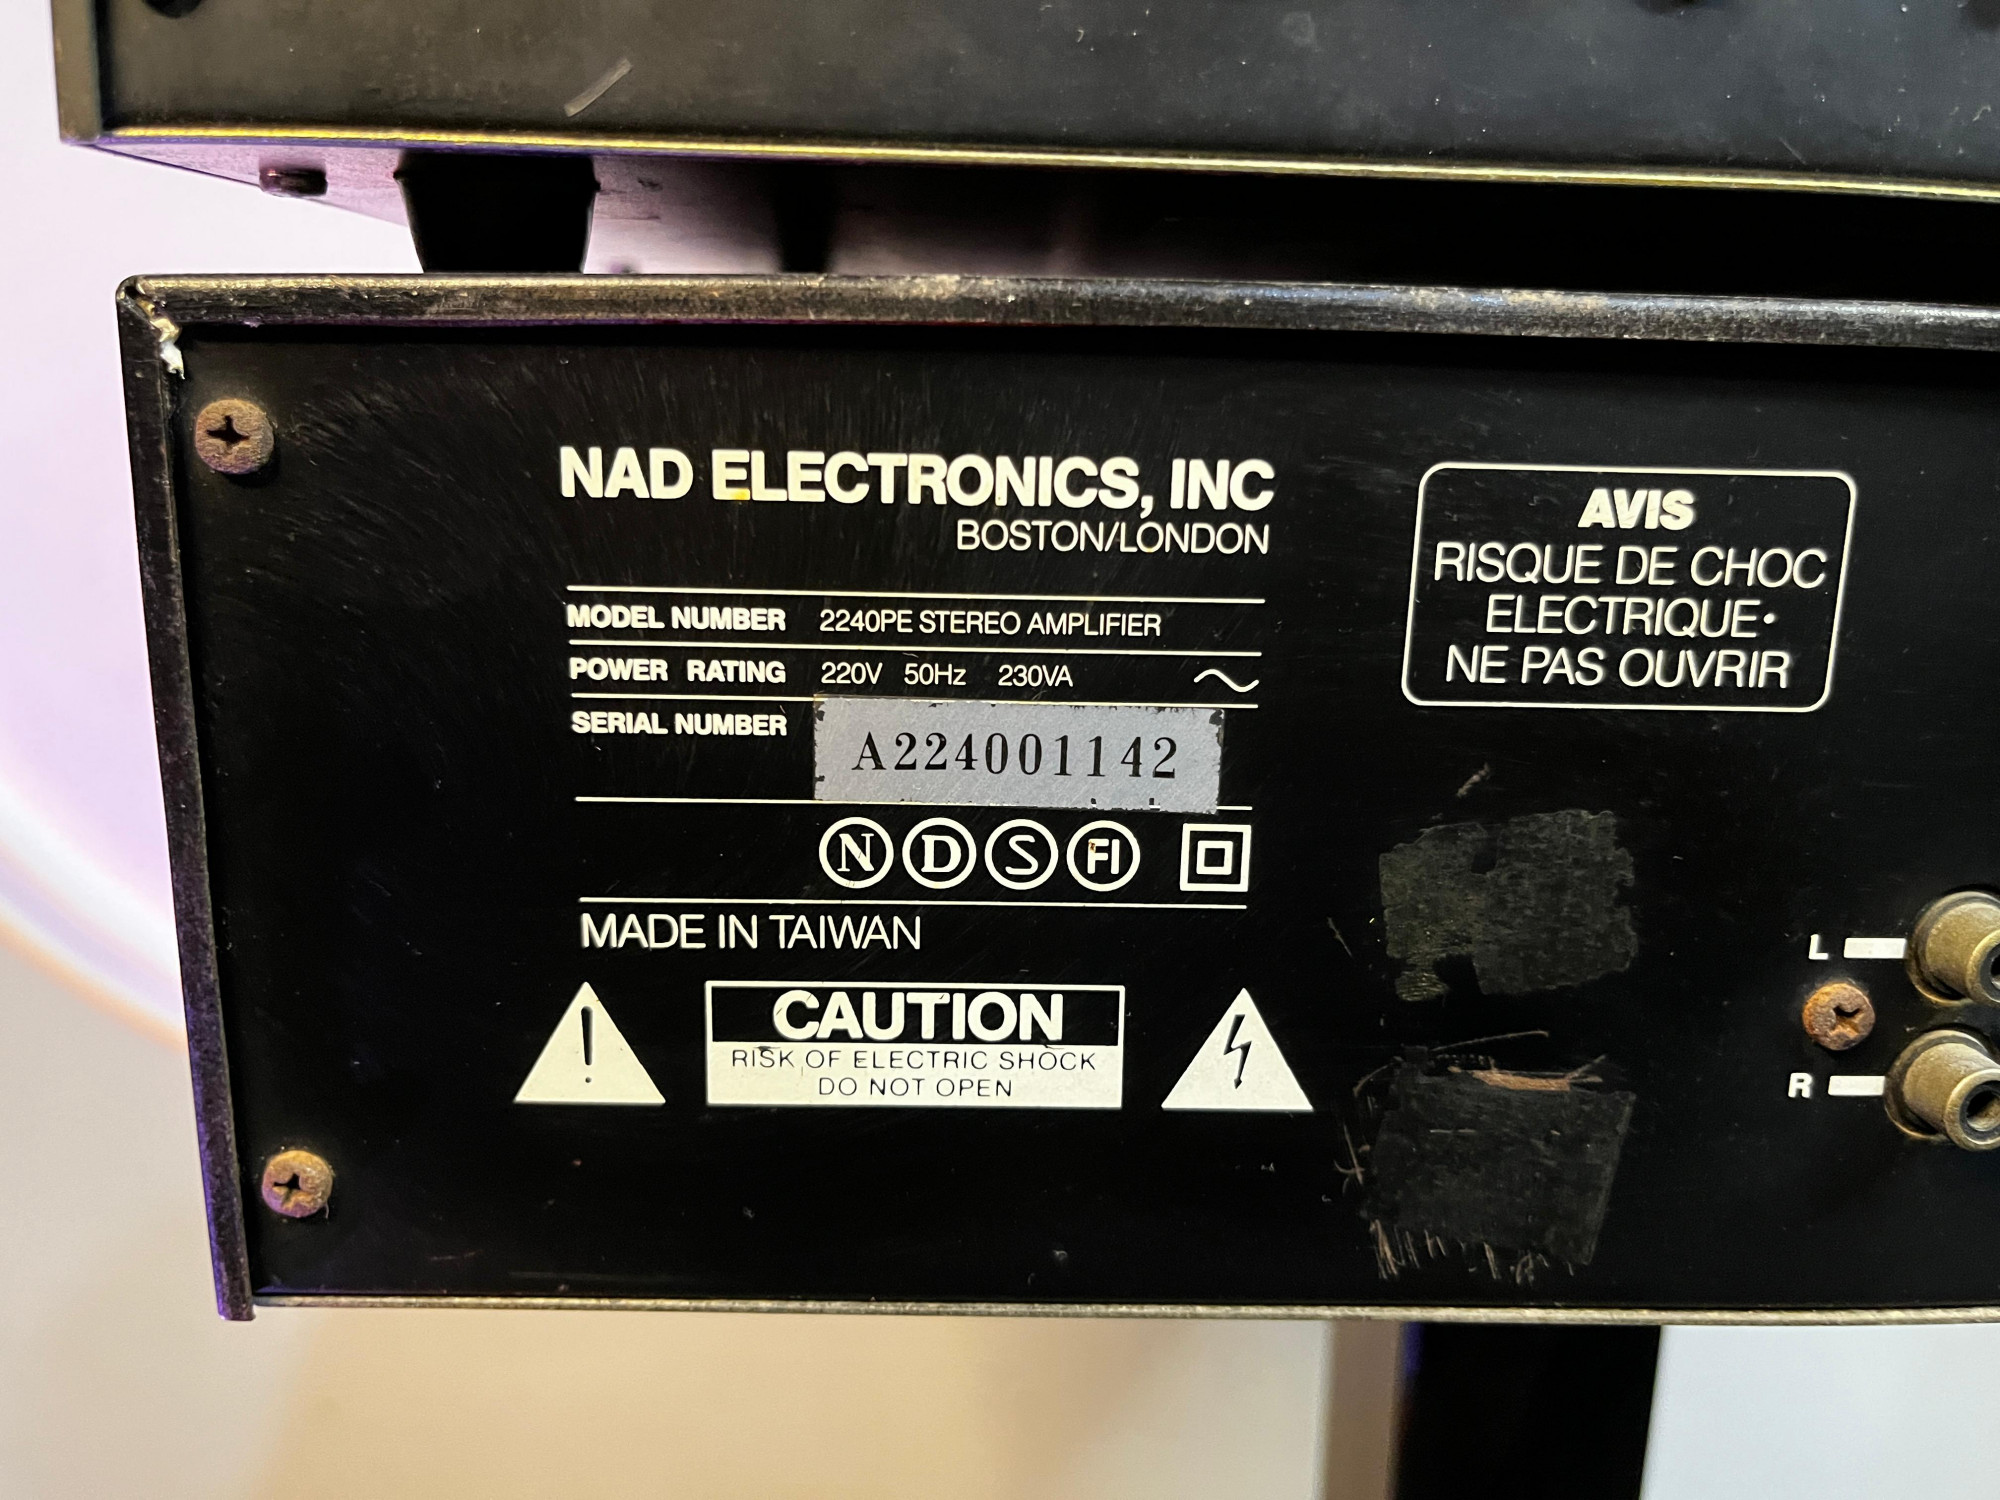 NAD ELECTRONICS, INC
BOSTON/LONDON
MODEL NUMBER 2240PE STEREO AMPLIFIER
POWER RATING 220V 50Hz 230VA ~
SERIAL NUMBER A224001142
N D S FI
MADE IN TAIWAN
! CAUTION
RISK OF ELECTRIC SHOCK
DO NOT OPEN
AVIS
RISQUE DE CHOC
ELECTRIQUE•
NE PAS OUVRIR
L
R